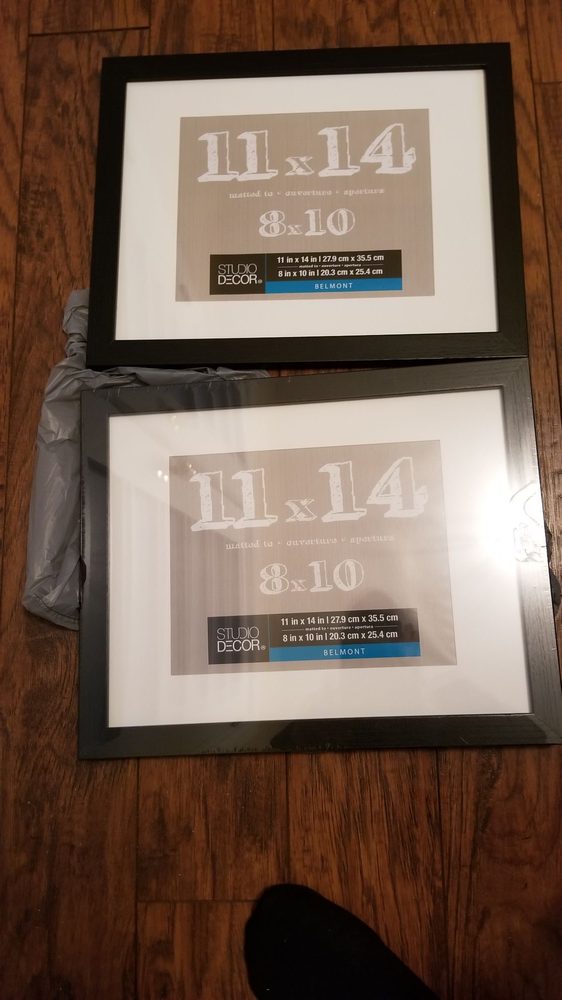 11x14
matted to • ouverture • apertura
8x10
STUDIO
DECOR®
11 in x 14 in | 27.9 cm x 35.5 cm
matted to • ouverture • apertura
8 in x 10 in | 20.3 cm x 25.4 cm
BELMONT
11x14
matted to • ouverture • apertura
8x10
STUDIO
DECOR®
11 in x 14 in | 27.9 cm x 35.5 cm
matted to • ouverture • apertura
8 in x 10 in | 20.3 cm x 25.4 cm
BELMONT